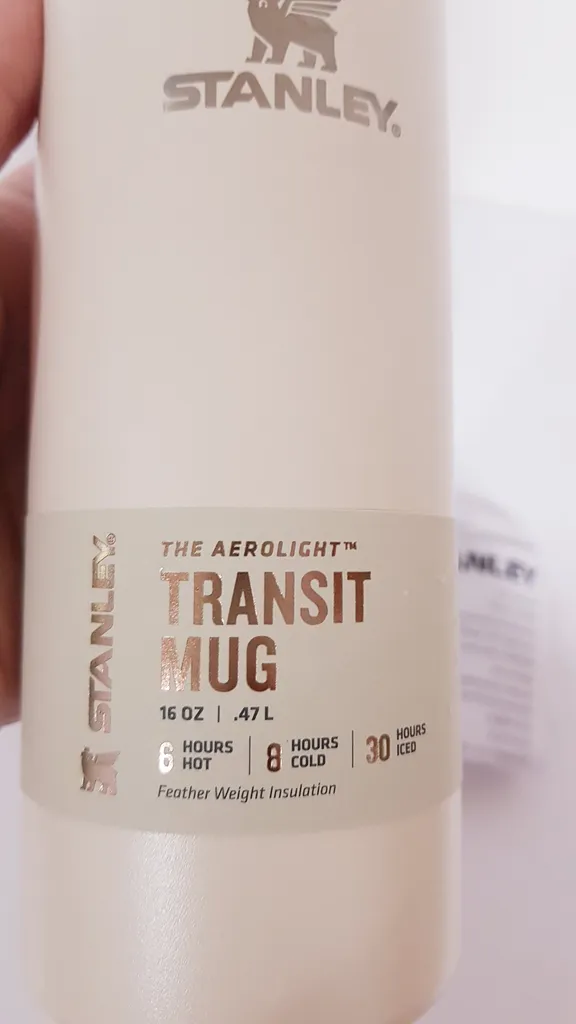 STANLEY®
STANLEY®
THE AEROLIGHT™
TRANSIT
MUG
16 OZ | .47 L
6 HOURS HOT | 8 HOURS COLD | 30 HOURS ICED
Feather Weight Insulation